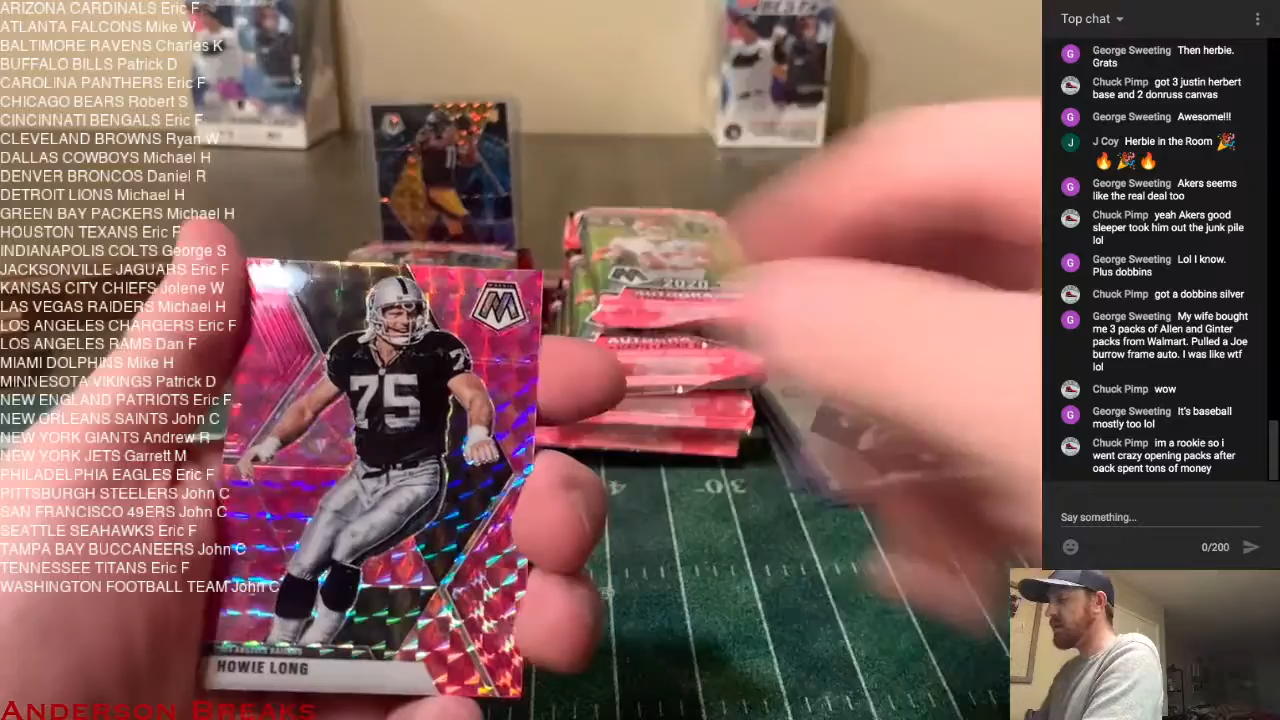 ARIZONA CARDINALS Eric F
ATLANTA FALCONS Mike W
BALTIMORE RAVENS Charles K
BUFFALO BILLS Patrick D
CAROLINA PANTHERS Eric F
CHICAGO BEARS Robert S
CINCINNATI BENGALS Eric F
CLEVELAND BROWNS Ryan W
DALLAS COWBOYS Michael H
DENVER BRONCOS Daniel R
DETROIT LIONS Michael H
GREEN BAY PACKERS Michael H
HOUSTON TEXANS Eric F
INDIANAPOLIS COLTS George S
JACKSONVILLE JAGUARS Eric F
KANSAS CITY CHIEFS Jolene W
LAS VEGAS RAIDERS Michael H
LOS ANGELES CHARGERS Eric F
LOS ANGELES RAMS Dan F
MIAMI DOLPHINS Mike H
MINNESOTA VIKINGS Patrick D
NEW ENGLAND PATRIOTS Eric F
NEW ORLEANS SAINTS John C
NEW YORK GIANTS Andrew R
NEW YORK JETS Garrett M
PHILADELPHIA EAGLES Eric F
PITTSBURGH STEELERS John C
SAN FRANCISCO 49ERS John C
SEATTLE SEAHAWKS Eric F
TAMPA BAY BUCCANEERS John C
TENNESSEE TITANS Eric F
WASHINGTON FOOTBALL TEAM John C
ANDERSON BREAKS
MOSAIC
75
75
LOS ANGELES RAIDERS
HOWIE LONG
2020
30
Top chat
G
George Sweeting Then herbie.
Grats
Chuck Pimp got 3 justin herbert
base and 2 donruss canvas
G
George Sweeting Awesome!!!
J
J Coy Herbie in the Room 🎉
🔥 🎉 🔥
G
George Sweeting Akers seems
like the real deal too
Chuck Pimp yeah Akers good
sleeper took him out the junk pile
lol
G
George Sweeting Lol I know.
Plus dobbins
Chuck Pimp got a dobbins silver
G
George Sweeting My wife bought
me 3 packs of Allen and Ginter
packs from Walmart. Pulled a Joe
burrow frame auto. I was like wtf
lol
Chuck Pimp wow
G
George Sweeting It's baseball
mostly too lol
Chuck Pimp im a rookie so i
went crazy opening packs after
oack spent tons of money
Say something...
0/200